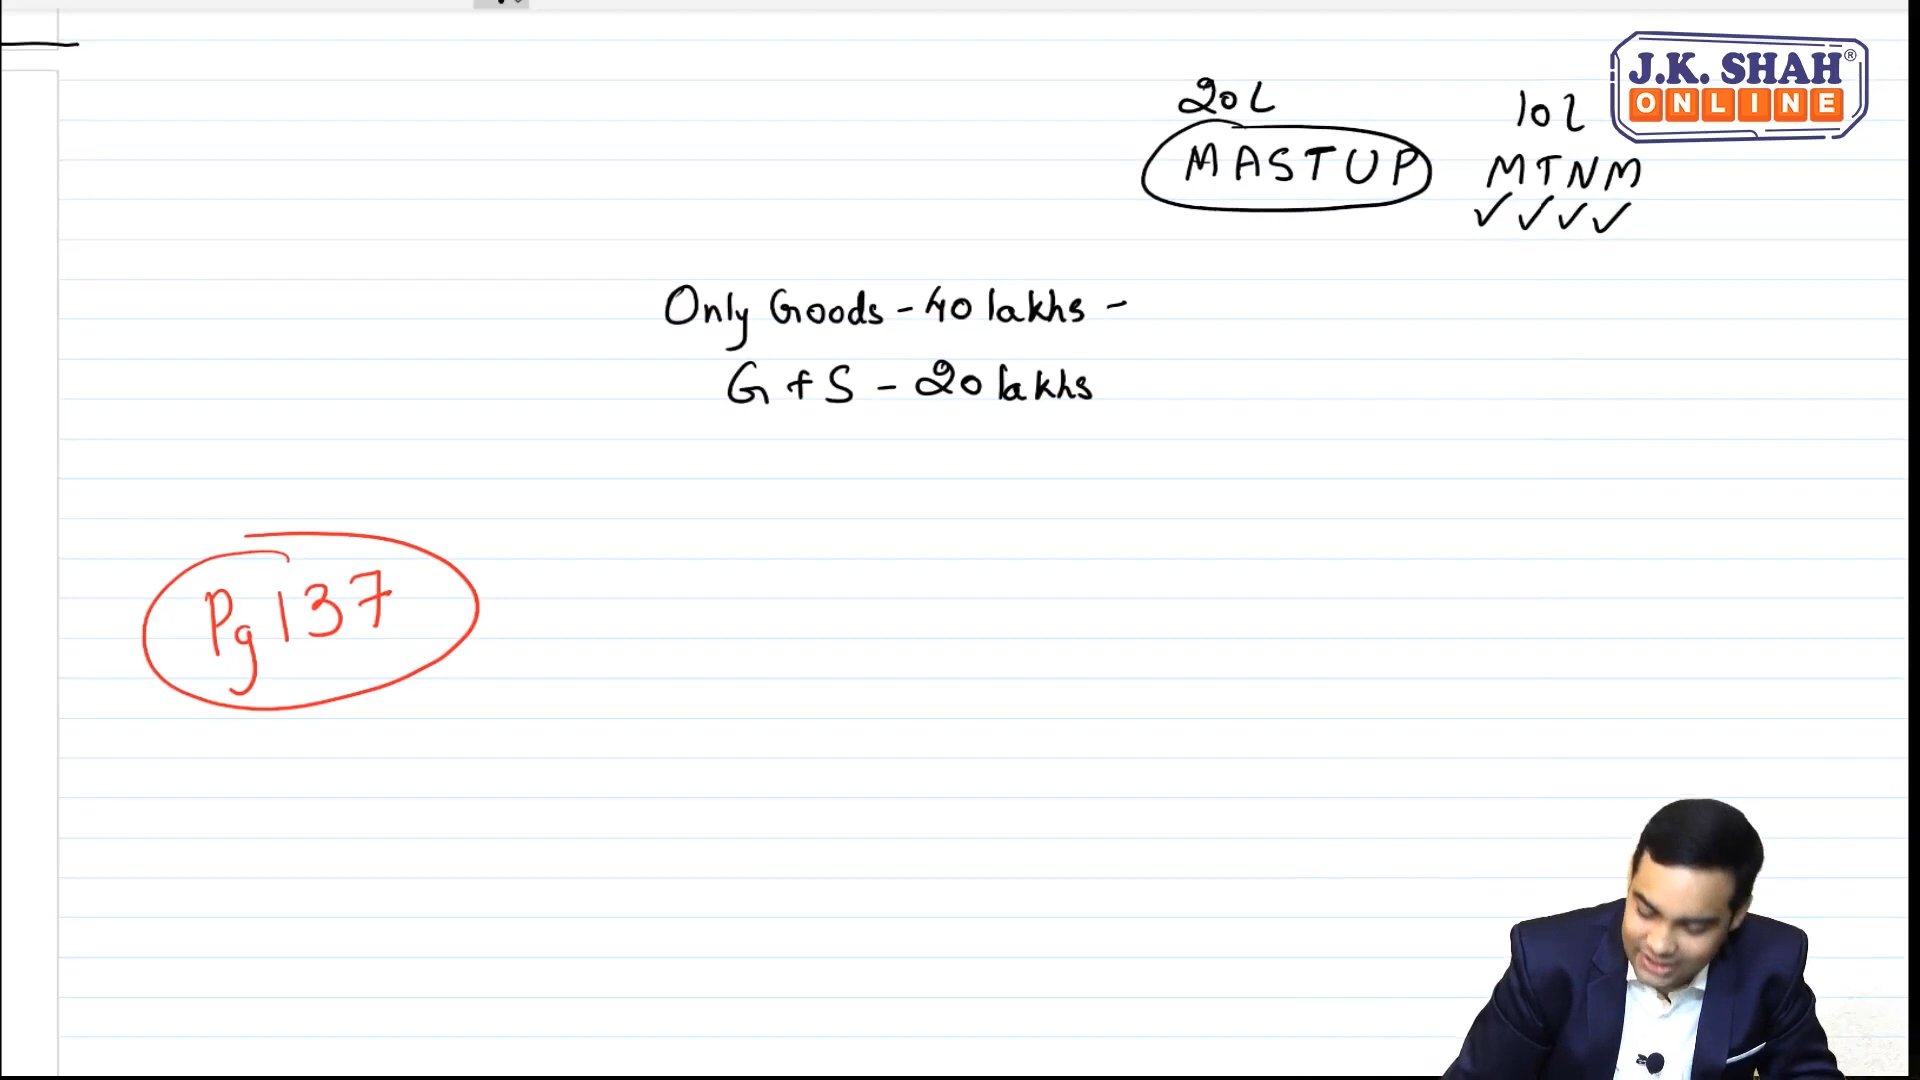 J.K. SHAH®
ONLINE
20L
MASTUP
10L
MTNM
✓✓✓✓
Only Goods - 40 lakhs -
G + S - 20 lakhs
Pg 137